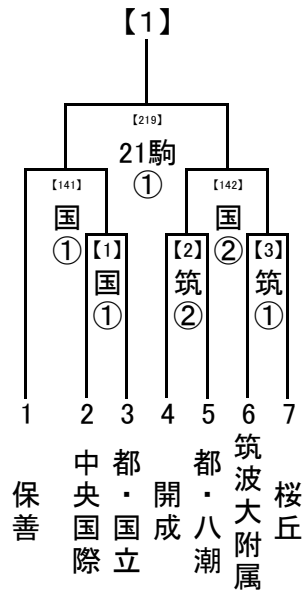 【1】
【219】
21駒
①
【141】
国
①
【142】
国
②
【1】
国
①
【2】
筑
②
【3】
筑
①
1 2 3 4 5 6 7
保善
中央国際
都・国立
開成
都・八潮
筑波大附属
桜丘